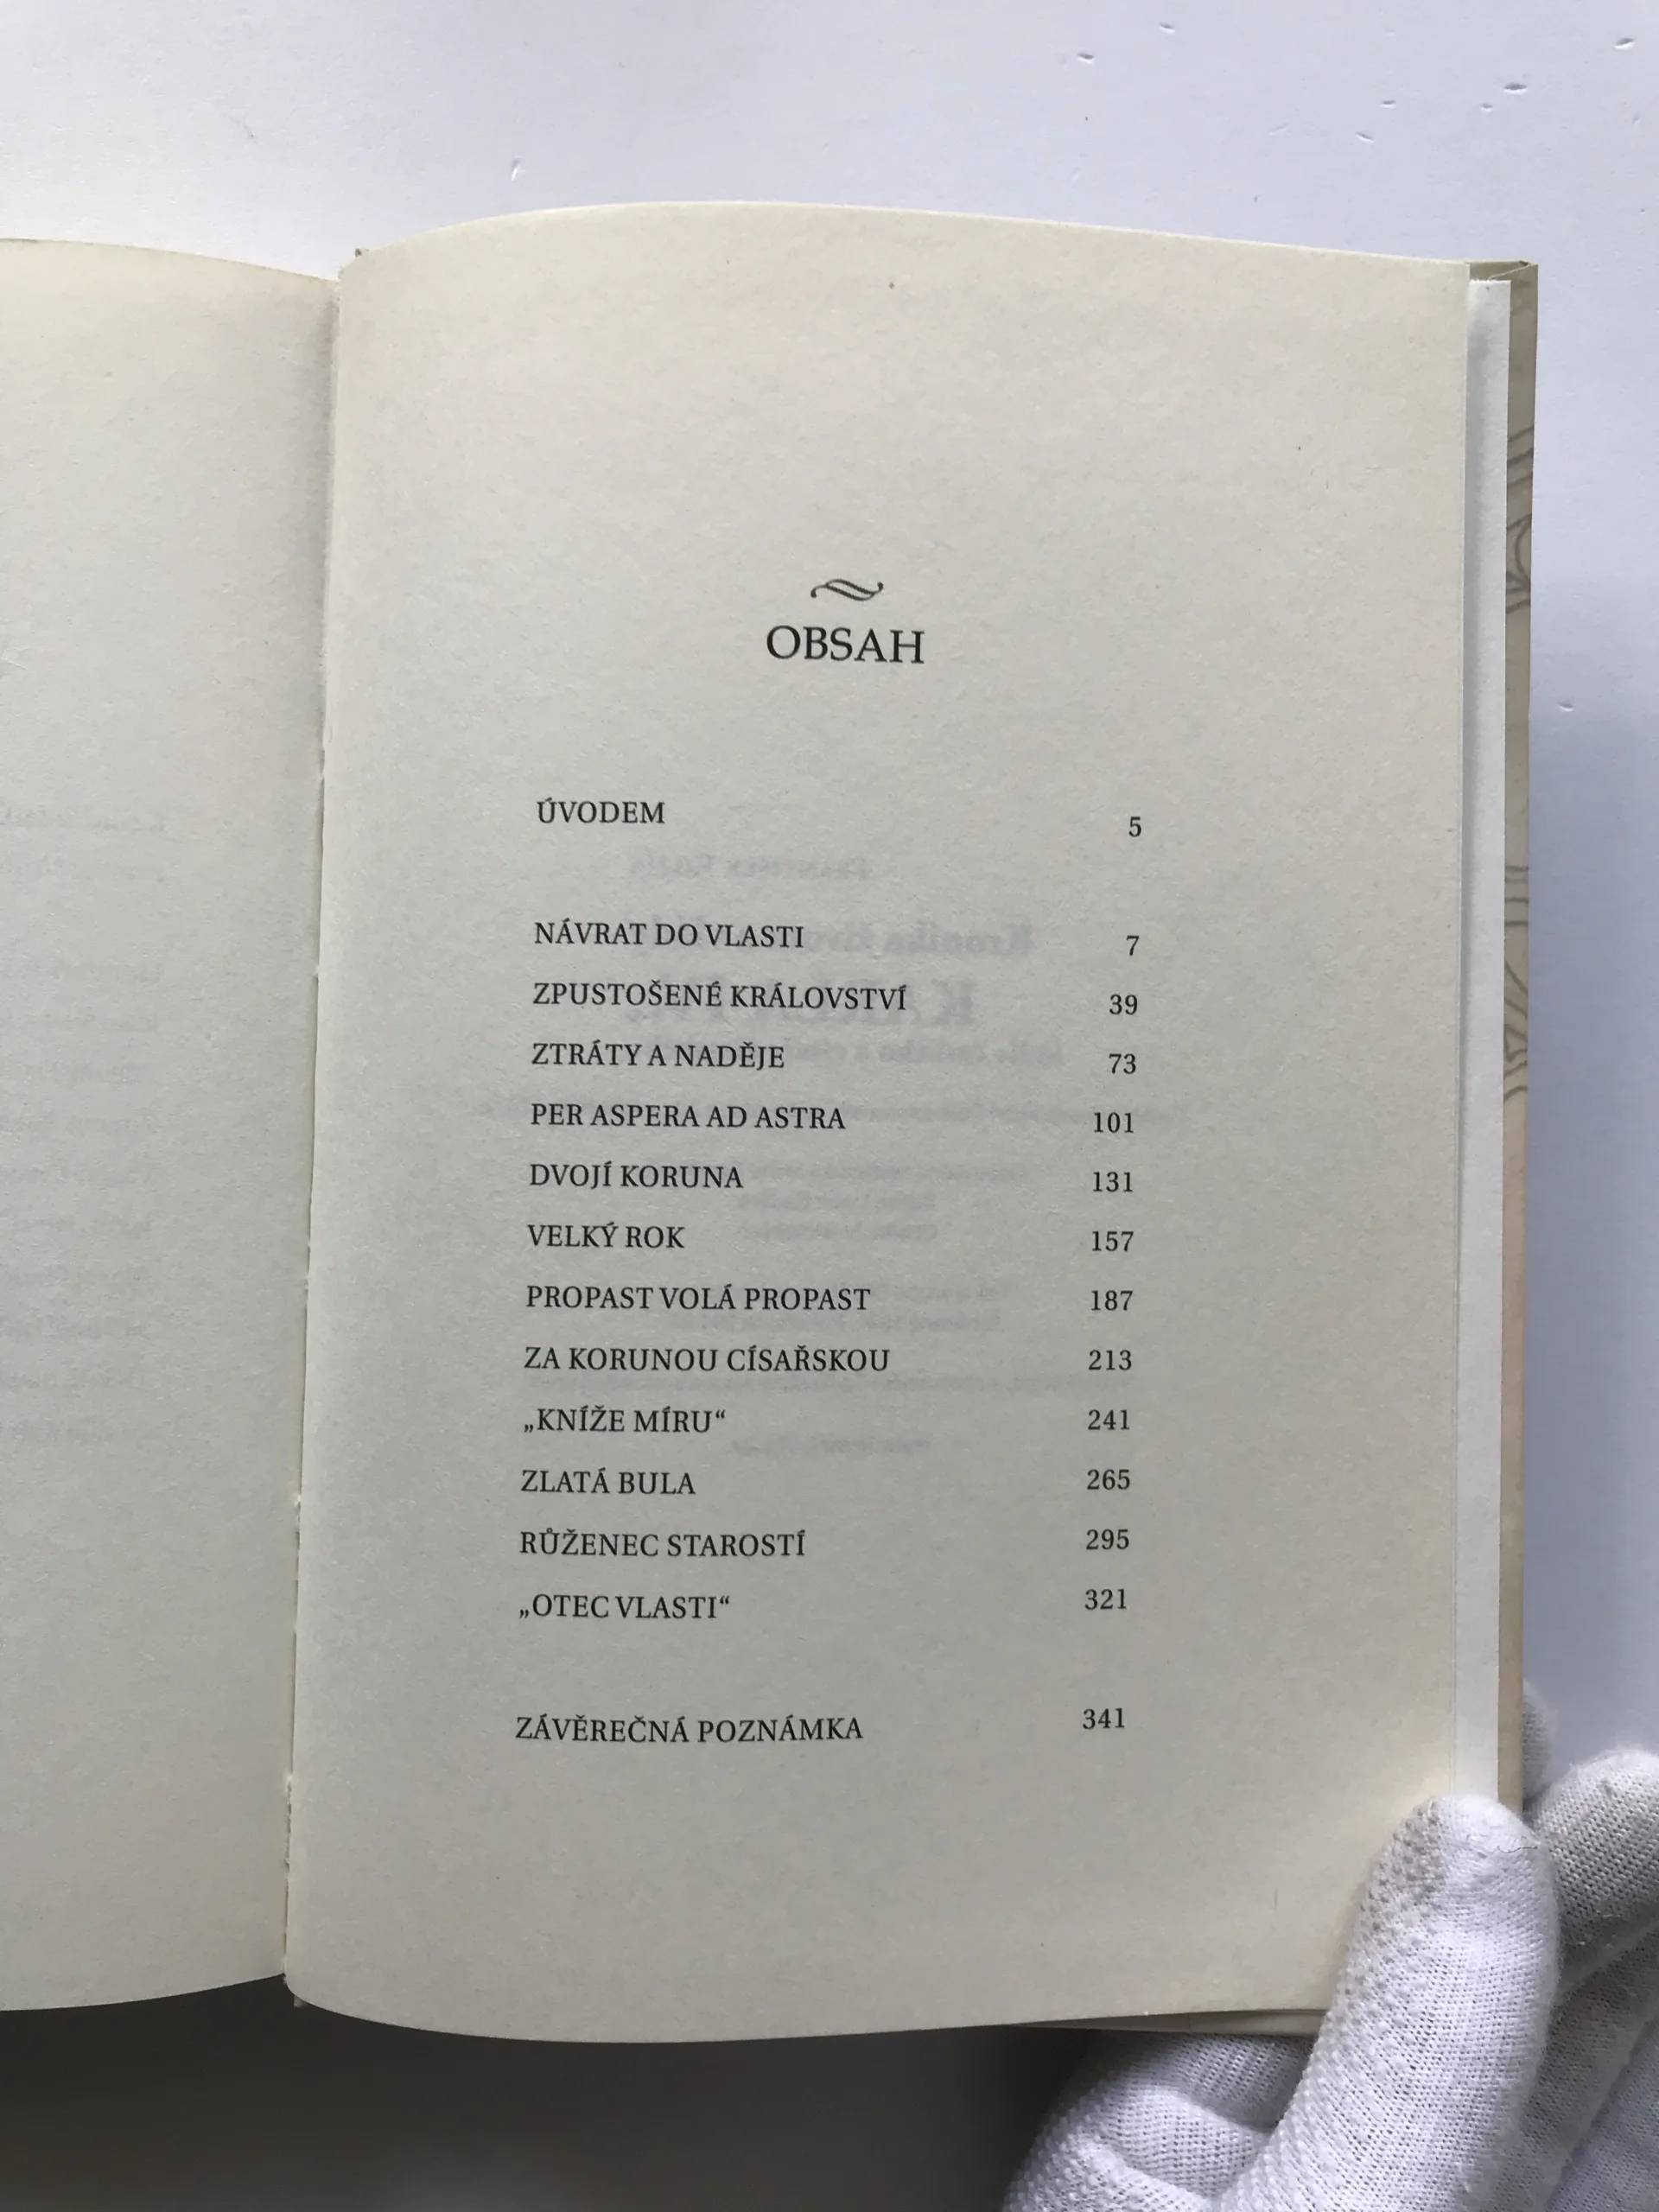 OBSAH
ÚVODEM 5
NÁVRAT DO VLASTI 7
ZPUSTOŠENÉ KRÁLOVSTVÍ 39
ZTRÁTY A NADĚJE 73
PER ASPERA AD ASTRA 101
DVOJÍ KORUNA 131
VELKÝ ROK 157
PROPAST VOLÁ PROPAST 187
ZA KORUNOU CÍSAŘSKOU 213
„KNÍŽE MÍRU“ 241
ZLATÁ BULA 265
RŮŽENEC STAROSTÍ 295
„OTEC VLASTI“ 321
ZÁVĚREČNÁ POZNÁMKA 341